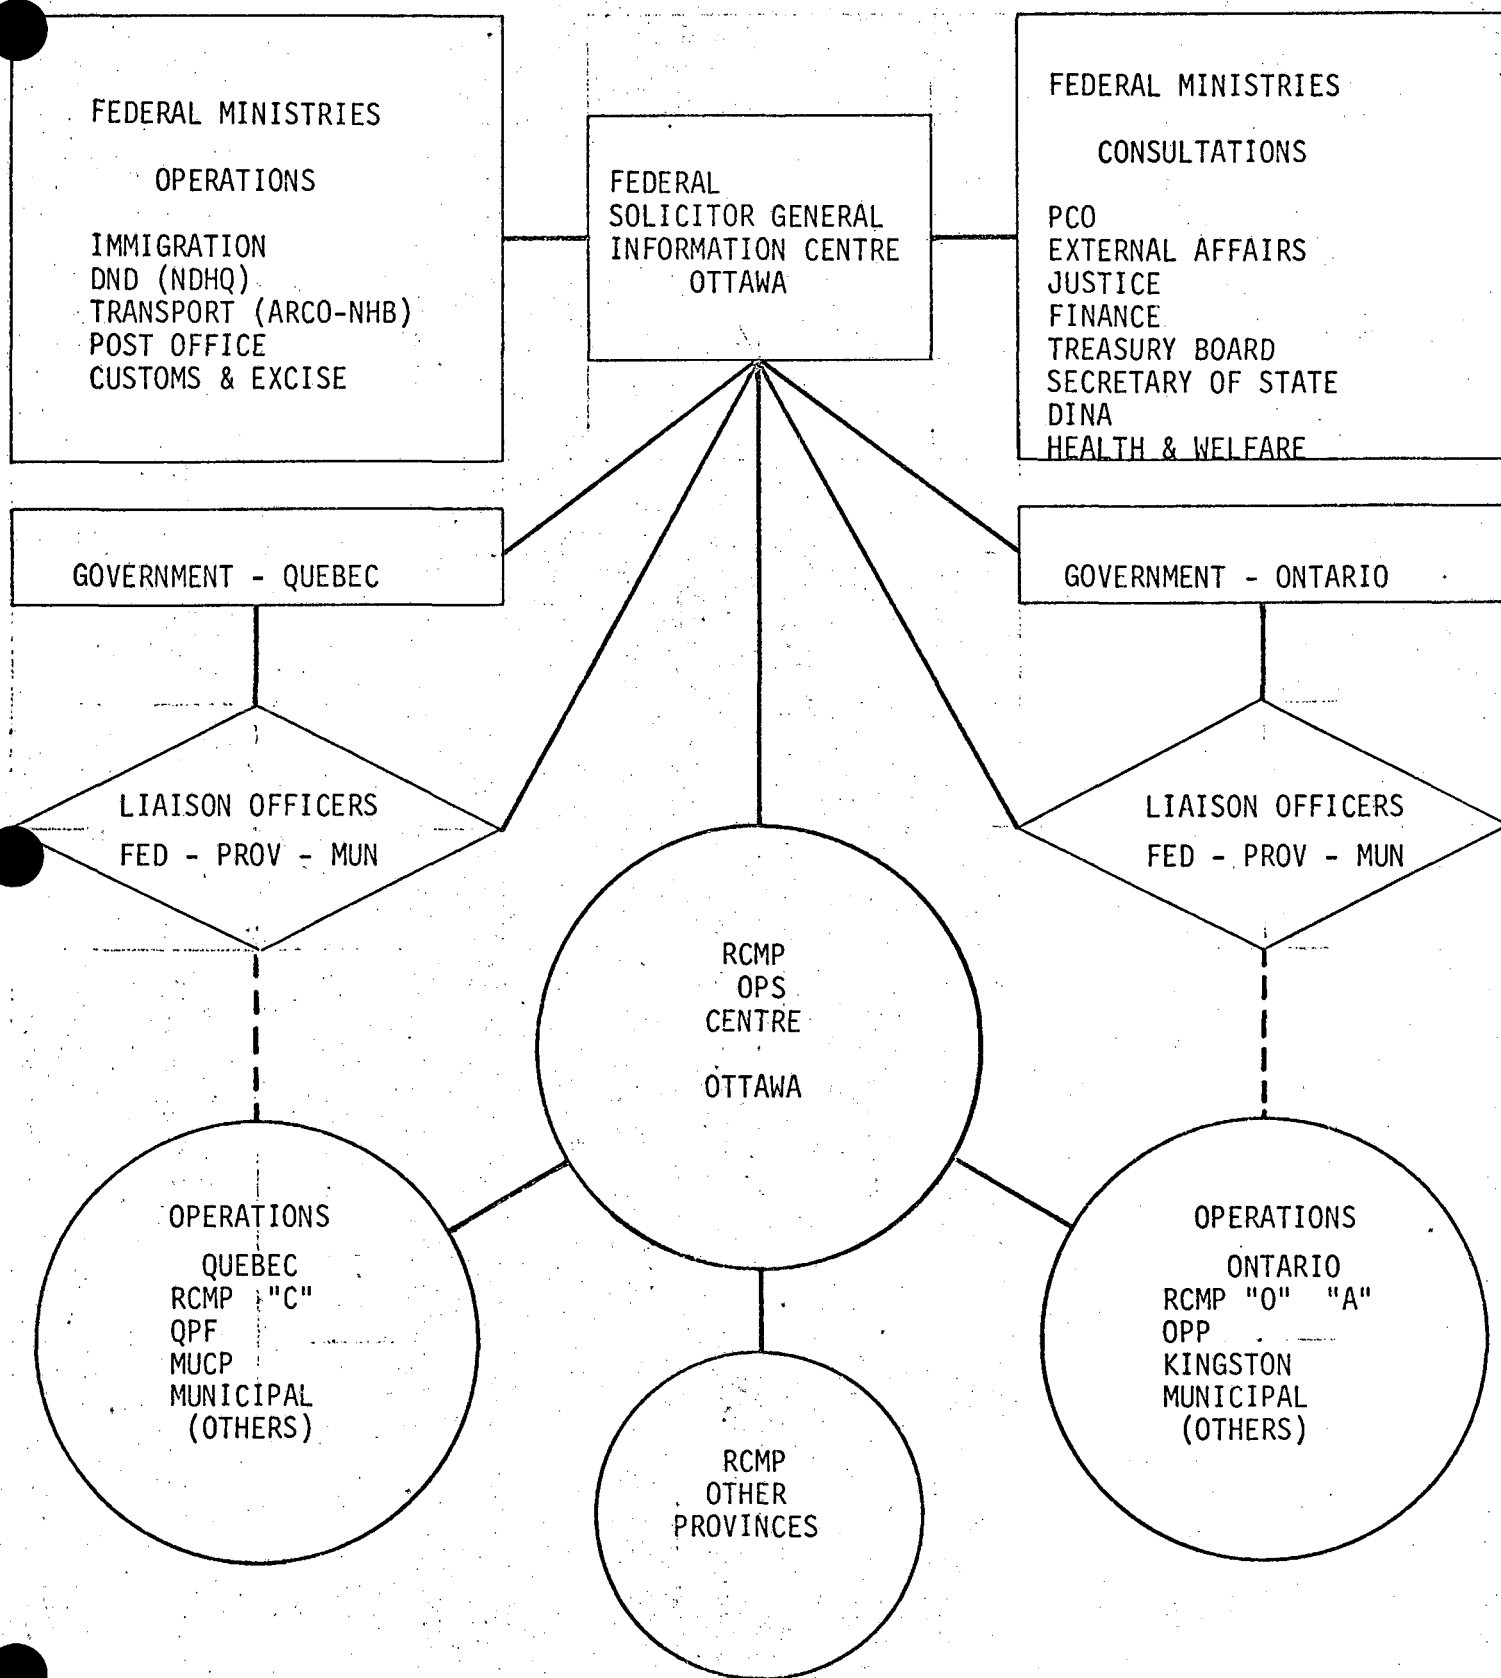 FEDERAL MINISTRIES
OPERATIONS
IMMIGRATION
DND (NDHQ)
TRANSPORT (ARCO-NHB)
POST OFFICE
CUSTOMS & EXCISE
FEDERAL
SOLICITOR GENERAL
INFORMATION CENTRE
OTTAWA
FEDERAL MINISTRIES
CONSULTATIONS
PCO
EXTERNAL AFFAIRS
JUSTICE
FINANCE
TREASURY BOARD
SECRETARY OF STATE
DINA
HEALTH & WELFARE
GOVERNMENT - QUEBEC
GOVERNMENT - ONTARIO
LIAISON OFFICERS
FED - PROV - MUN
LIAISON OFFICERS
FED - PROV - MUN
RCMP
OPS
CENTRE
OTTAWA
OPERATIONS
QUEBEC
RCMP "C"
QPF
MUCP
MUNICIPAL
(OTHERS)
OPERATIONS
ONTARIO
RCMP "O" "A"
OPP
KINGSTON
MUNICIPAL
(OTHERS)
RCMP
OTHER
PROVINCES